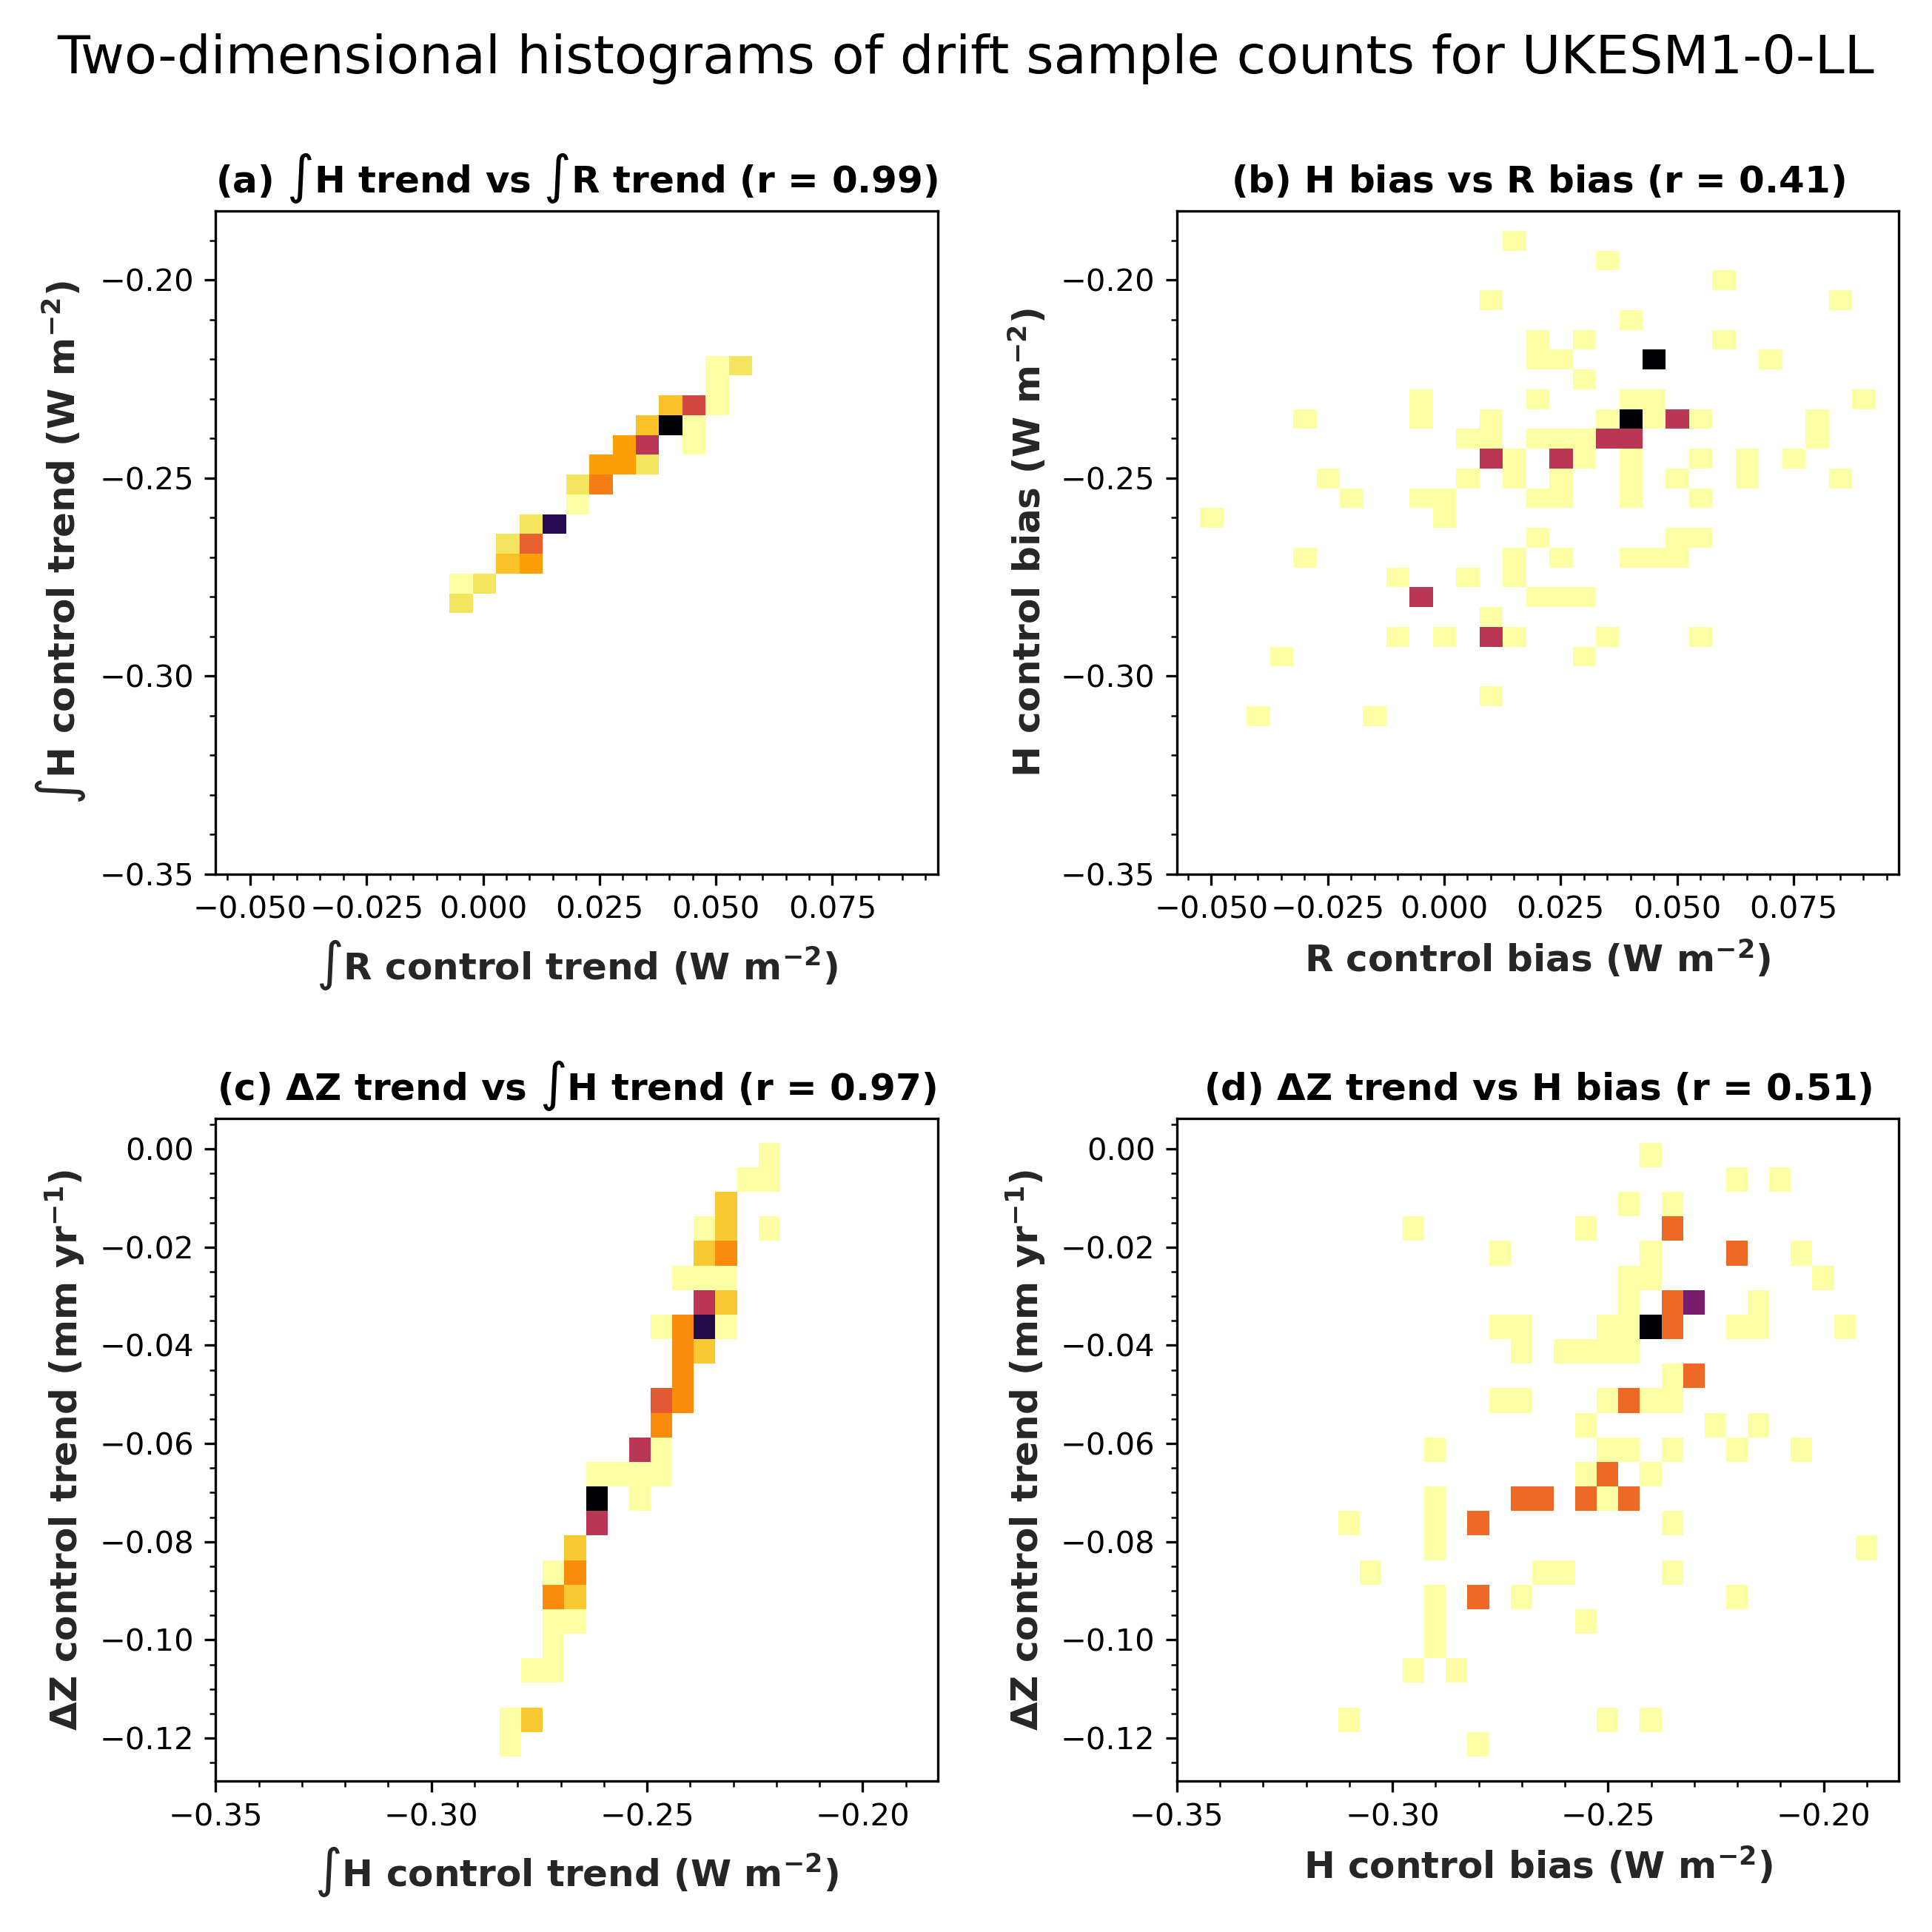 Two-dimensional histograms of drift sample counts for UKESM1-0-LL
(a) ∫H trend vs ∫R trend (r = 0.99)
∫H control trend (W m⁻²)
−0.20
−0.25
−0.30
−0.35
−0.050 −0.025 0.000 0.025 0.050 0.075
∫R control trend (W m⁻²)
(b) H bias vs R bias (r = 0.41)
H control bias (W m⁻²)
−0.20
−0.25
−0.30
−0.35
−0.050 −0.025 0.000 0.025 0.050 0.075
R control bias (W m⁻²)
(c) ΔZ trend vs ∫H trend (r = 0.97)
ΔZ control trend (mm yr⁻¹)
0.00
−0.02
−0.04
−0.06
−0.08
−0.10
−0.12
−0.35 −0.30 −0.25 −0.20
∫H control trend (W m⁻²)
(d) ΔZ trend vs H bias (r = 0.51)
ΔZ control trend (mm yr⁻¹)
0.00
−0.02
−0.04
−0.06
−0.08
−0.10
−0.12
−0.35 −0.30 −0.25 −0.20
H control bias (W m⁻²)